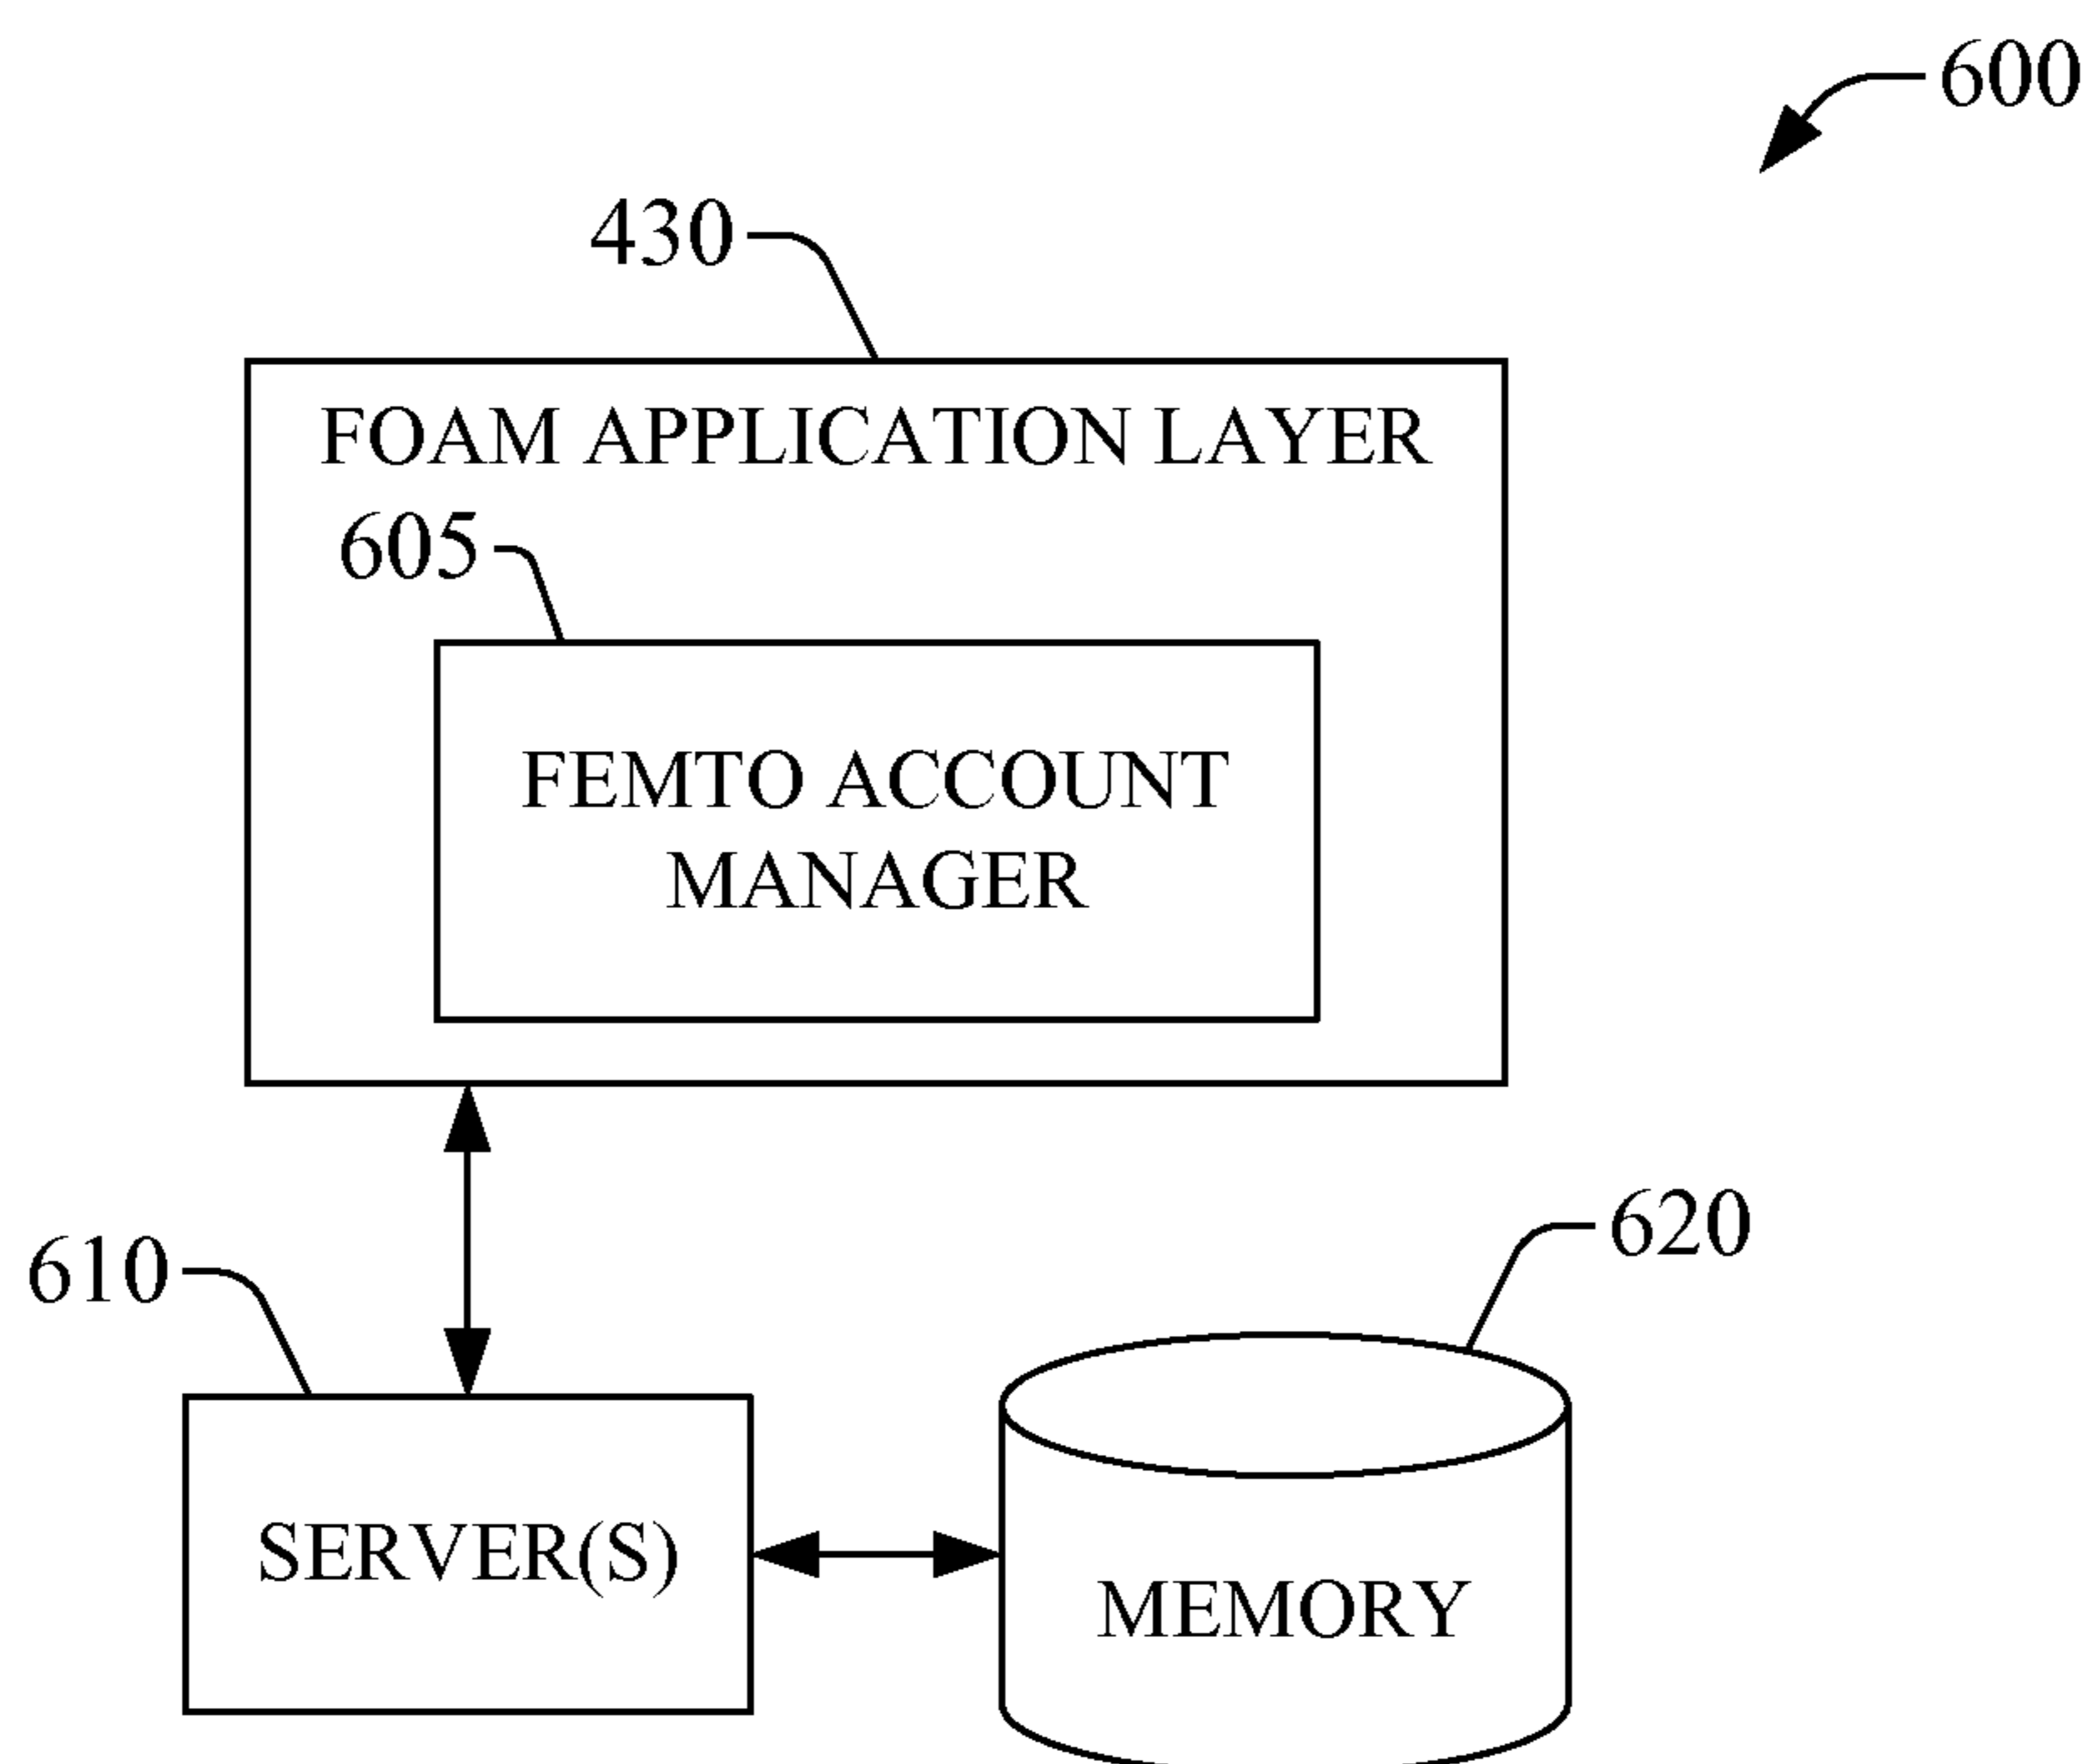 600
430
FOAM APPLICATION LAYER
605
FEMTO ACCOUNT
MANAGER
620
610
SERVER(S)
MEMORY